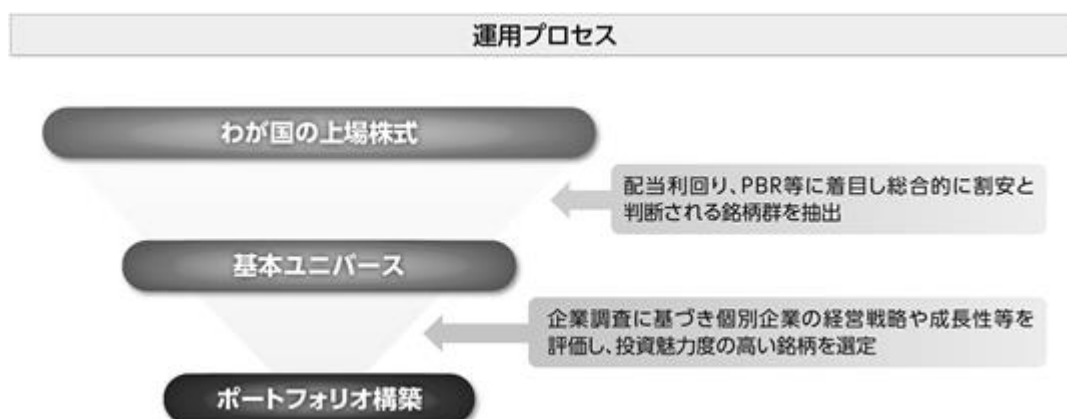 運用プロセス
わが国の上場株式
配当利回り、PBR等に着目し総合的に割安と
判断される銘柄群を抽出
基本ユニバース
企業調査に基づき個別企業の経営戦略や成長性等を
評価し、投資魅力度の高い銘柄を選定
ポートフォリオ構築